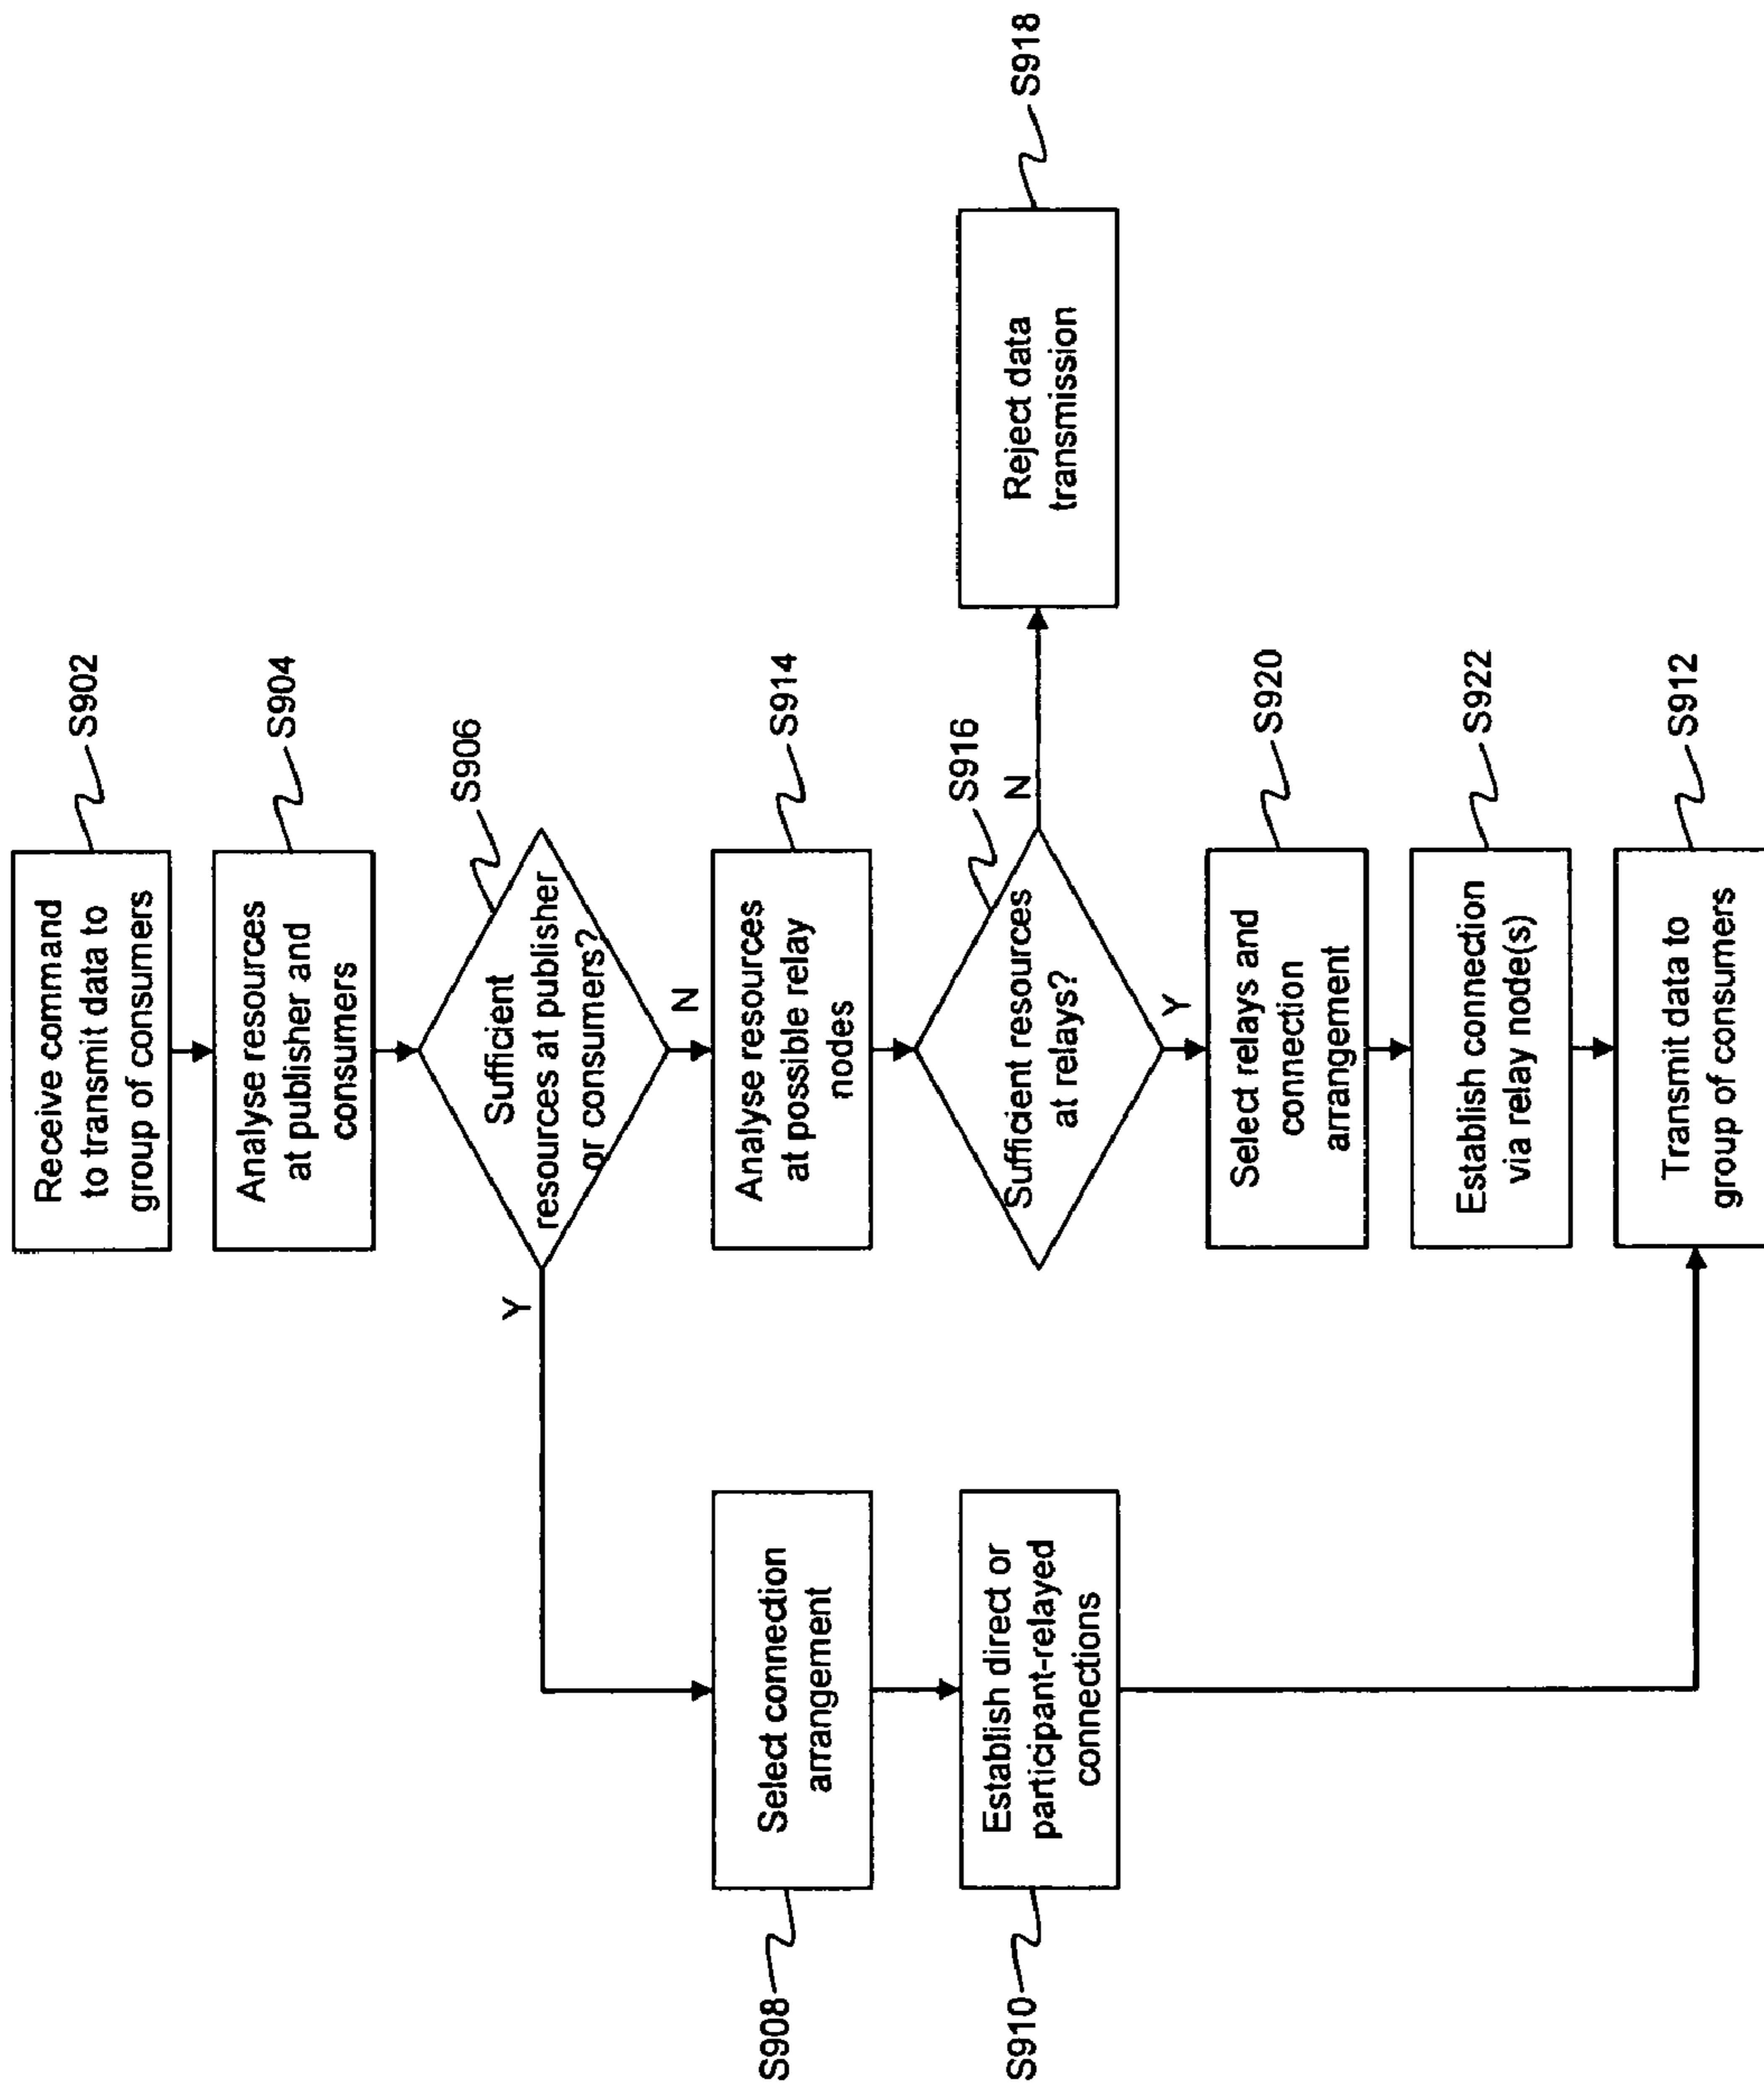 Receive command
to transmit data to
group of consumers
S902
Analyse resources
at publisher and
consumers
S904
Sufficient
resources at publisher
or consumers?
S906
Y
N
Select connection
arrangement
S908
Establish direct or
participant-relayed
connections
S910
Analyse resources
at possible relay
nodes
S914
Sufficient resources
at relays?
S916
N
Y
Reject data
transmission
S918
Select relays and
connection
arrangement
S920
Establish connection
via relay node(s)
S922
Transmit data to
group of consumers
S912